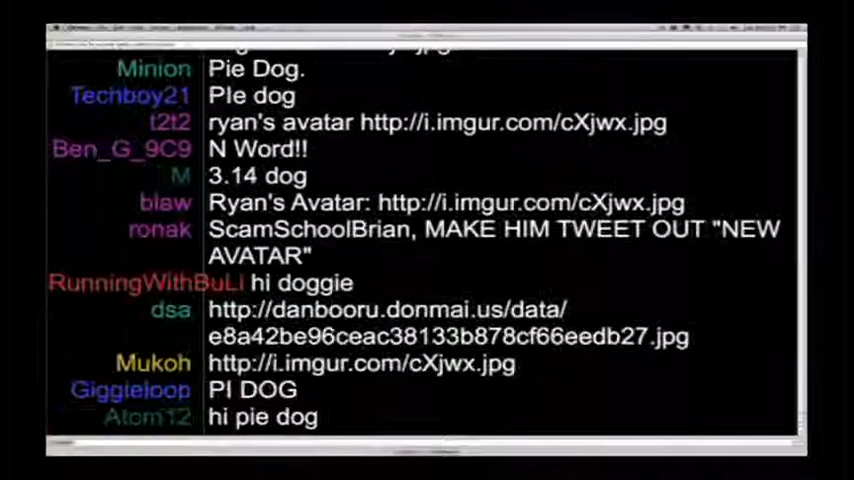 Minion Pie Dog.
Techboy21 PIe dog
t2t2 ryan's avatar http://i.imgur.com/cXjwx.jpg
Ben_G_9C9 N Word!!
M 3.14 dog
blaw Ryan's Avatar: http://i.imgur.com/cXjwx.jpg
ronak ScamSchoolBrian, MAKE HIM TWEET OUT "NEW
AVATAR"
RunningWithBuLl hi doggie
dsa http://danbooru.donmai.us/data/
e8a42be96ceac38133b878cf66eedb27.jpg
Mukoh http://i.imgur.com/cXjwx.jpg
Giggieloop PI DOG
Atom12 hi pie dog